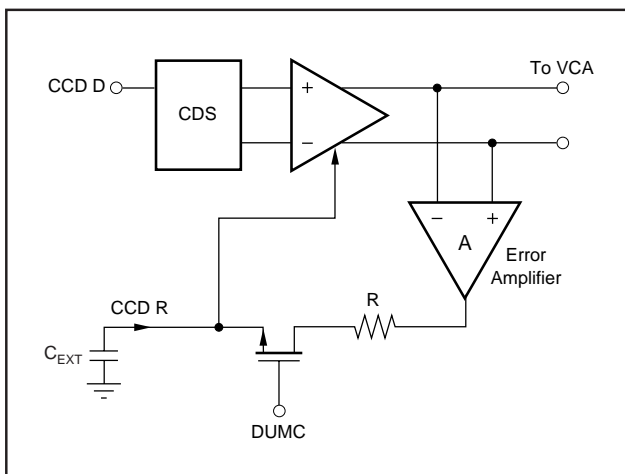 CCD D
CDS
+
−
To VCA
− +
A
Error
Amplifier
CCD R
R
C_EXT
DUMC